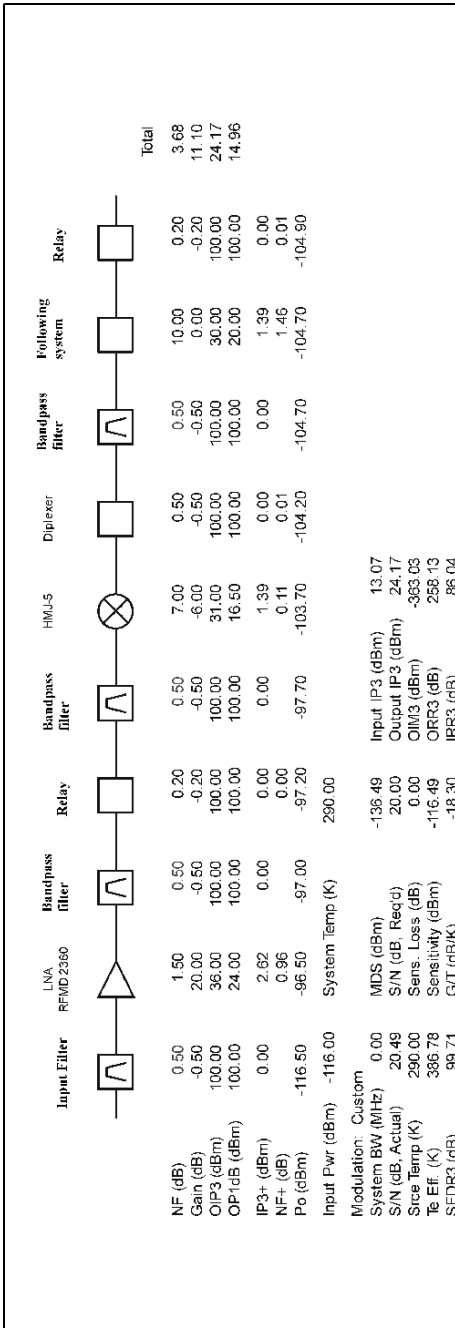 Input Filter LNA RFMD 2360 Bandpass filter Relay Bandpass filter HMJ-5 Diplexer Bandpass filter Following system Relay
Total
NF (dB) 0.50 1.50 0.50 0.20 0.50 7.00 0.50 0.50 10.00 0.20 3.68
Gain (dB) -0.50 20.00 -0.50 -0.20 -0.50 -6.00 -0.50 -0.50 0.00 -0.20 11.10
OIP3 (dBm) 100.00 36.00 100.00 100.00 100.00 31.00 100.00 100.00 30.00 100.00 24.17
OP1dB (dBm) 100.00 24.00 100.00 100.00 100.00 16.50 100.00 100.00 20.00 100.00 14.96
IP3+ (dBm) 0.00 2.62 0.00 0.00 0.00 1.39 0.00 0.00 1.39 0.00
NF+ (dB) 0.96 0.00 0.11 0.01 1.46 0.01
Po (dBm) -116.50 -96.50 -97.00 -97.20 -97.70 -103.70 -104.20 -104.70 -104.70 -104.90
Input Pwr (dBm) -116.00 System Temp (K) 290.00
Modulation: Custom
System BW (MHz) 0.00 MDS (dBm) -136.49 Input IP3 (dBm) 13.07
S/N (dB, Actual) 20.49 S/N (dB, Req'd) 20.00 Output IP3 (dBm) 24.17
Srce Temp (K) 290.00 Sens. Loss (dB) 0.00 OIM3 (dBm) -363.03
Te Eff. (K) 386.78 Sensitivity (dBm) -116.49 ORR3 (dB) 258.13
SFDR3 (dB) 99.71 G/T (dB/K) -18.30 IRR3 (dB) 86.04